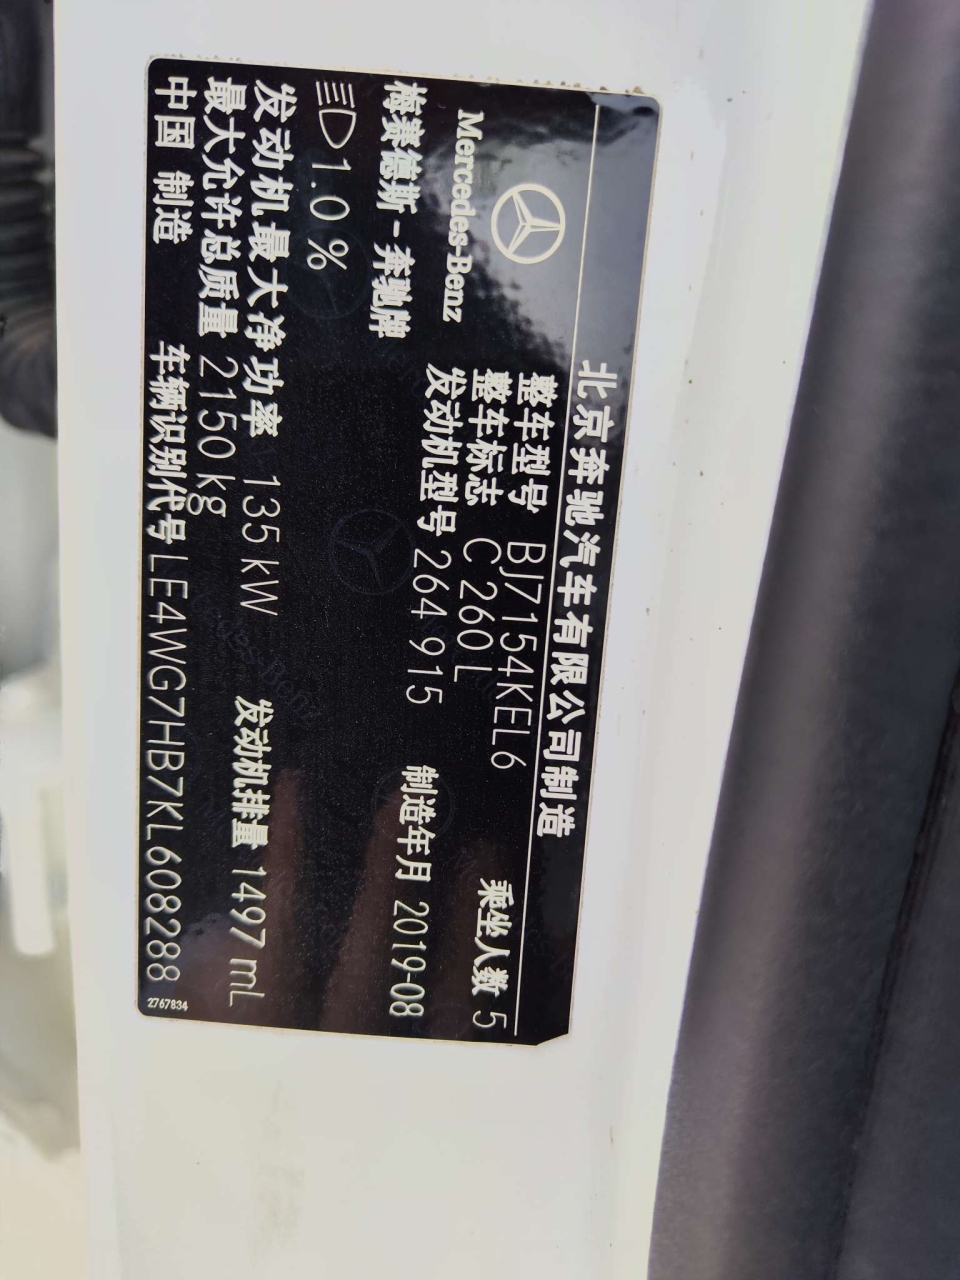 北京奔驰汽车有限公司制造
Mercedes-Benz
梅赛德斯-奔驰牌
整车型号 BJ7154KEL6
整车标志 C 260 L
乘坐人数 5
发动机型号 264 915
制造年月 2019-08
1.0 %
发动机最大净功率 135 kW
发动机排量 1497 mL
最大允许总质量 2150 kg
中国 制造
车辆识别代号 LE4WG7HB7KL608288
2767834